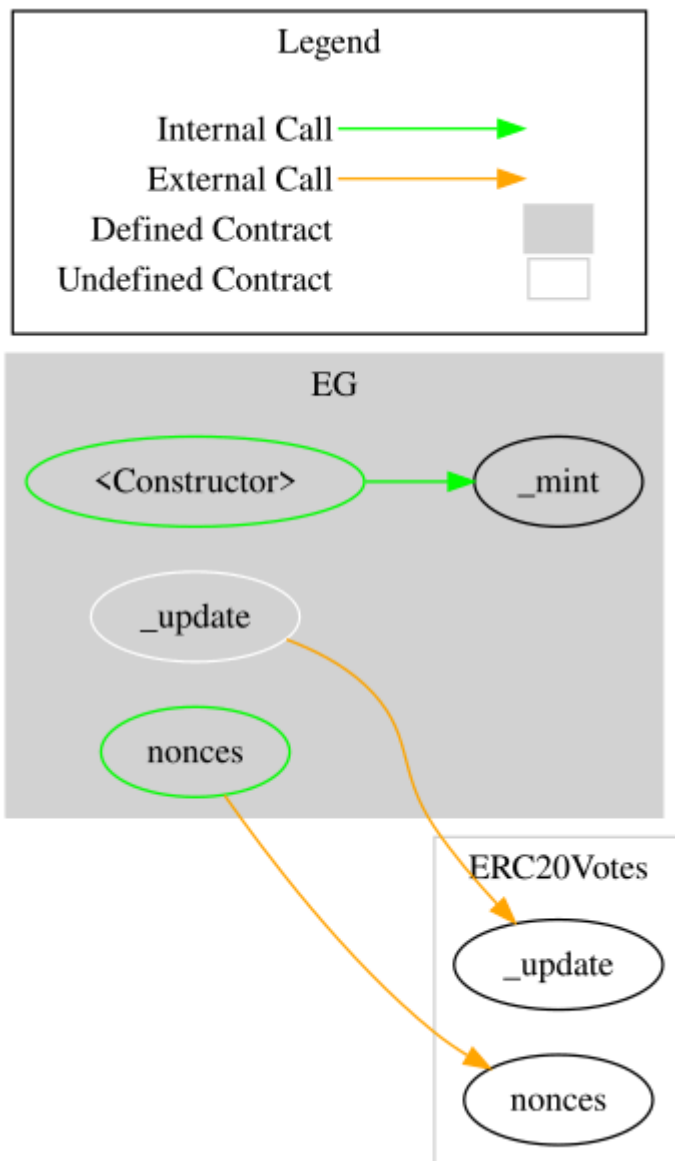 Legend
Internal Call
External Call
Defined Contract
Undefined Contract
EG
<Constructor>
_mint
_update
nonces
ERC20Votes
_update
nonces